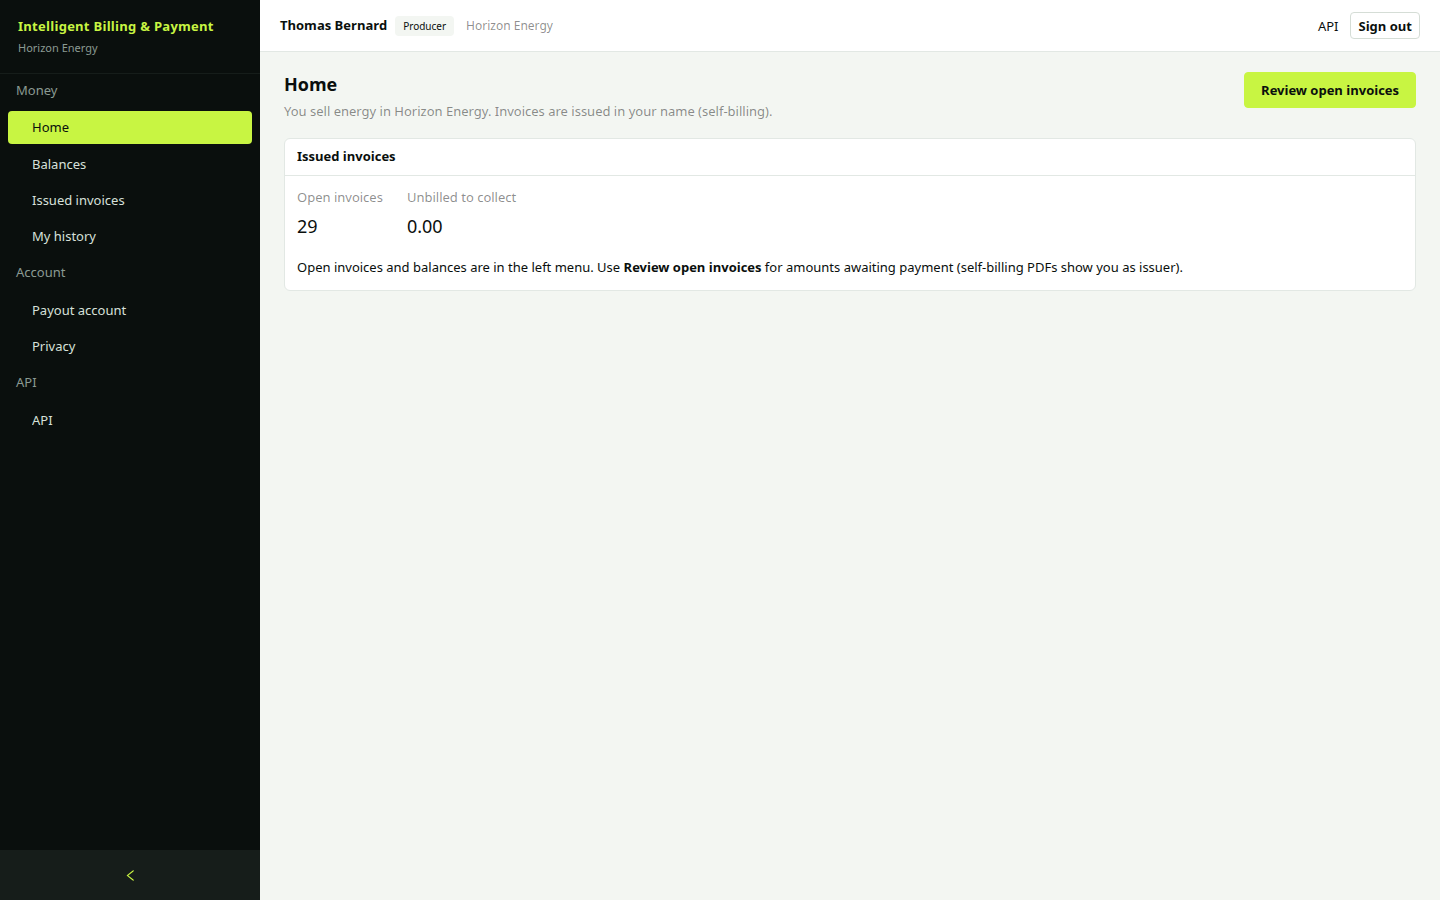 Intelligent Billing & Payment
Horizon Energy
Money
Home
Balances
Issued invoices
My history
Account
Payout account
Privacy
API
API
Thomas Bernard Producer Horizon Energy
API Sign out
Home
You sell energy in Horizon Energy. Invoices are issued in your name (self-billing).
Review open invoices
Issued invoices
Open invoices Unbilled to collect
29 0.00
Open invoices and balances are in the left menu. Use Review open invoices for amounts awaiting payment (self-billing PDFs show you as issuer).